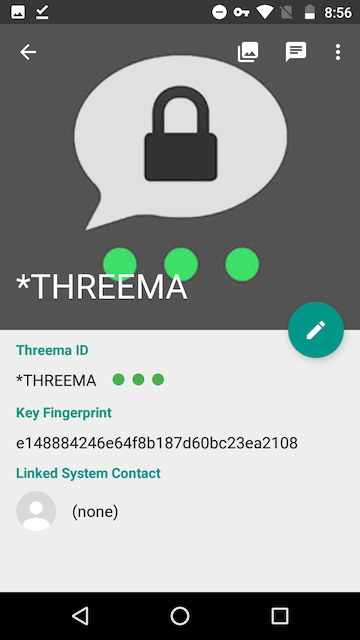 8:56
*THREEMA
Threema ID
*THREEMA
Key Fingerprint
e148884246e64f8b187d60bc23ea2108
Linked System Contact
(none)